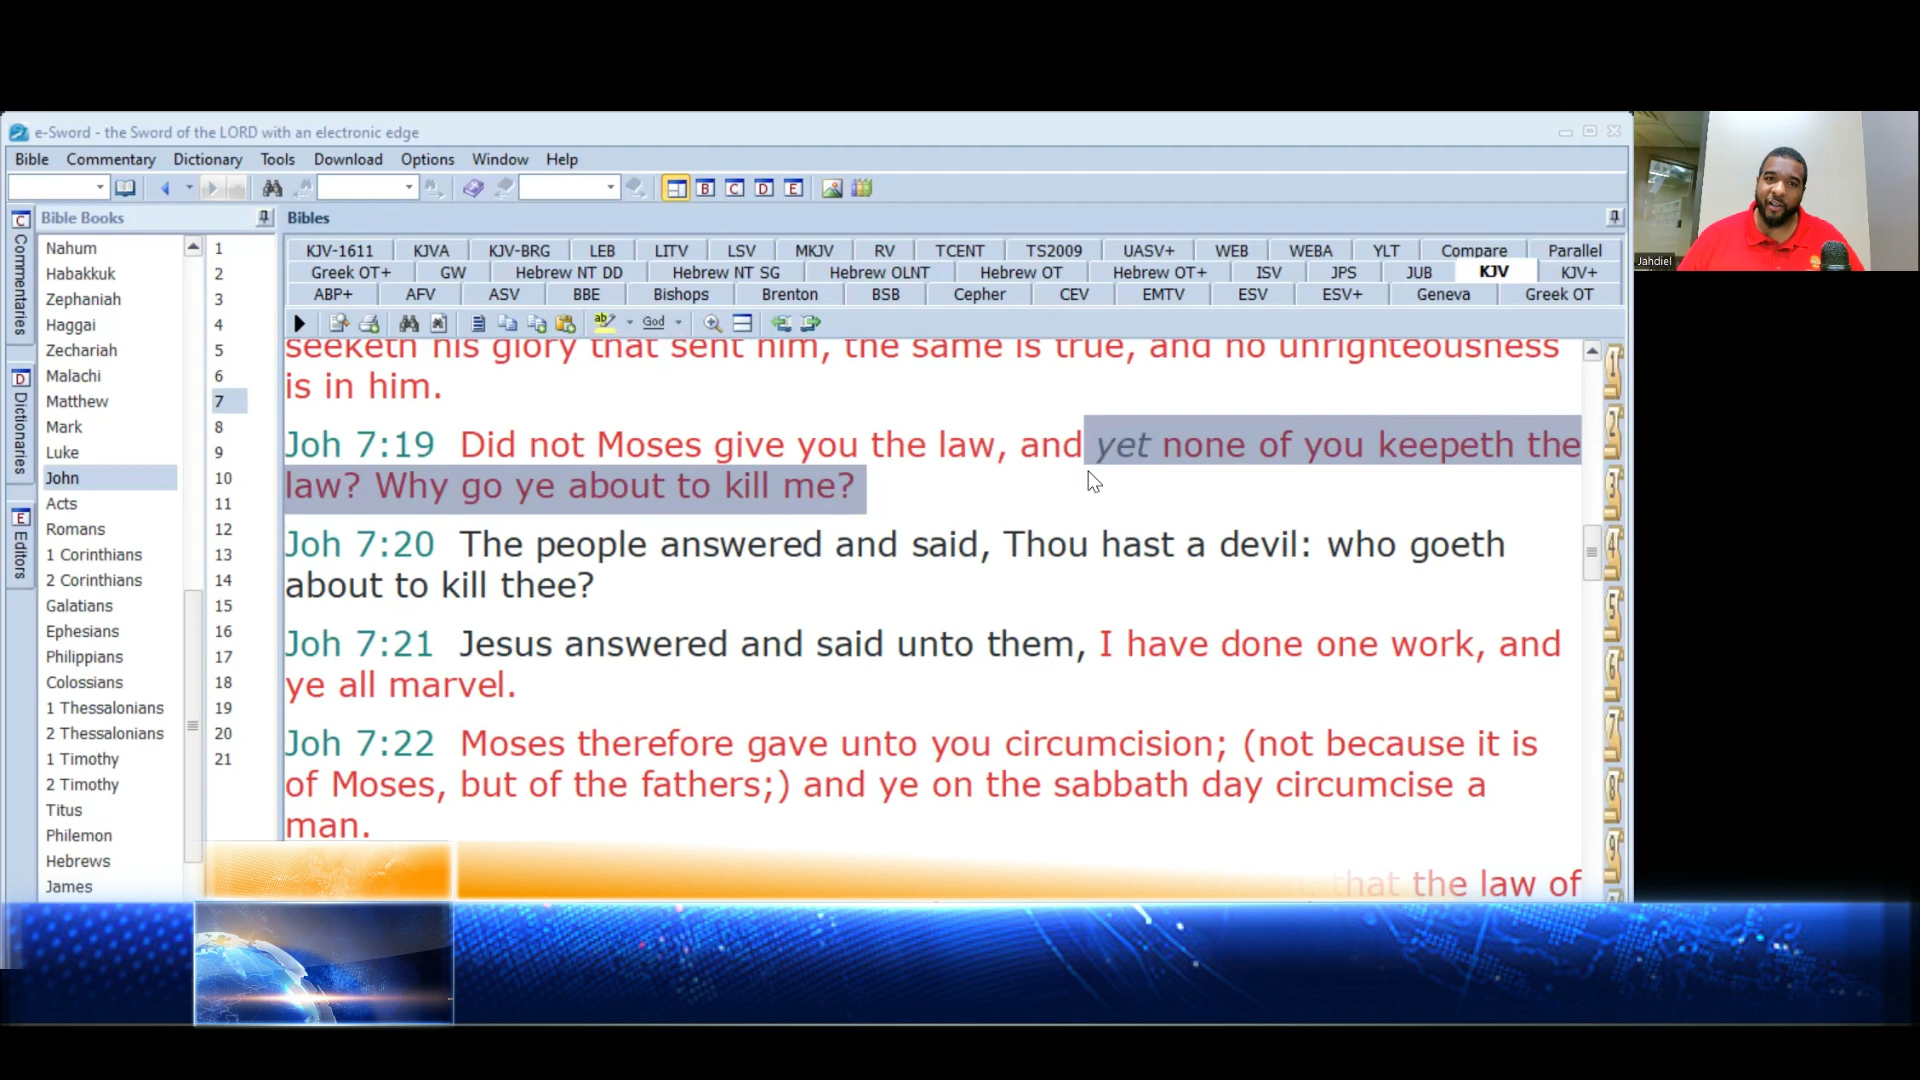 e-Sword - the Sword of the LORD with an electronic edge
Bible Commentary Dictionary Tools Download Options Window Help
B C D E
Bible Books
Bibles
C Commentaries
D Dictionaries
E Editors
Nahum
Habakkuk
Zephaniah
Haggai
Zechariah
Malachi
Matthew
Mark
Luke
John
Acts
Romans
1 Corinthians
2 Corinthians
Galatians
Ephesians
Philippians
Colossians
1 Thessalonians
2 Thessalonians
1 Timothy
2 Timothy
Titus
Philemon
Hebrews
James
1
2
3
4
5
6
7
8
9
10
11
12
13
14
15
16
17
18
19
20
21
KJV-1611 KJVA KJV-BRG LEB LITV LSV MKJV RV TCENT TS2009 UASV+ WEB WEBA YLT Compare Parallel
Greek OT+ GW Hebrew NT DD Hebrew NT SG Hebrew OLNT Hebrew OT Hebrew OT+ ISV JPS JUB KJV KJV+
ABP+ AFV ASV BBE Bishops Brenton BSB Cepher CEV EMTV ESV ESV+ Geneva Greek OT
ab God
seeketh his glory that sent him, the same is true, and no unrighteousness
is in him.
Joh 7:19 Did not Moses give you the law, and yet none of you keepeth the
law? Why go ye about to kill me?
Joh 7:20 The people answered and said, Thou hast a devil: who goeth
about to kill thee?
Joh 7:21 Jesus answered and said unto them, I have done one work, and
ye all marvel.
Joh 7:22 Moses therefore gave unto you circumcision; (not because it is
of Moses, but of the fathers;) and ye on the sabbath day circumcise a
man.
that the law of
1
2
3
4
5
6
7
8
9
Jahdiel